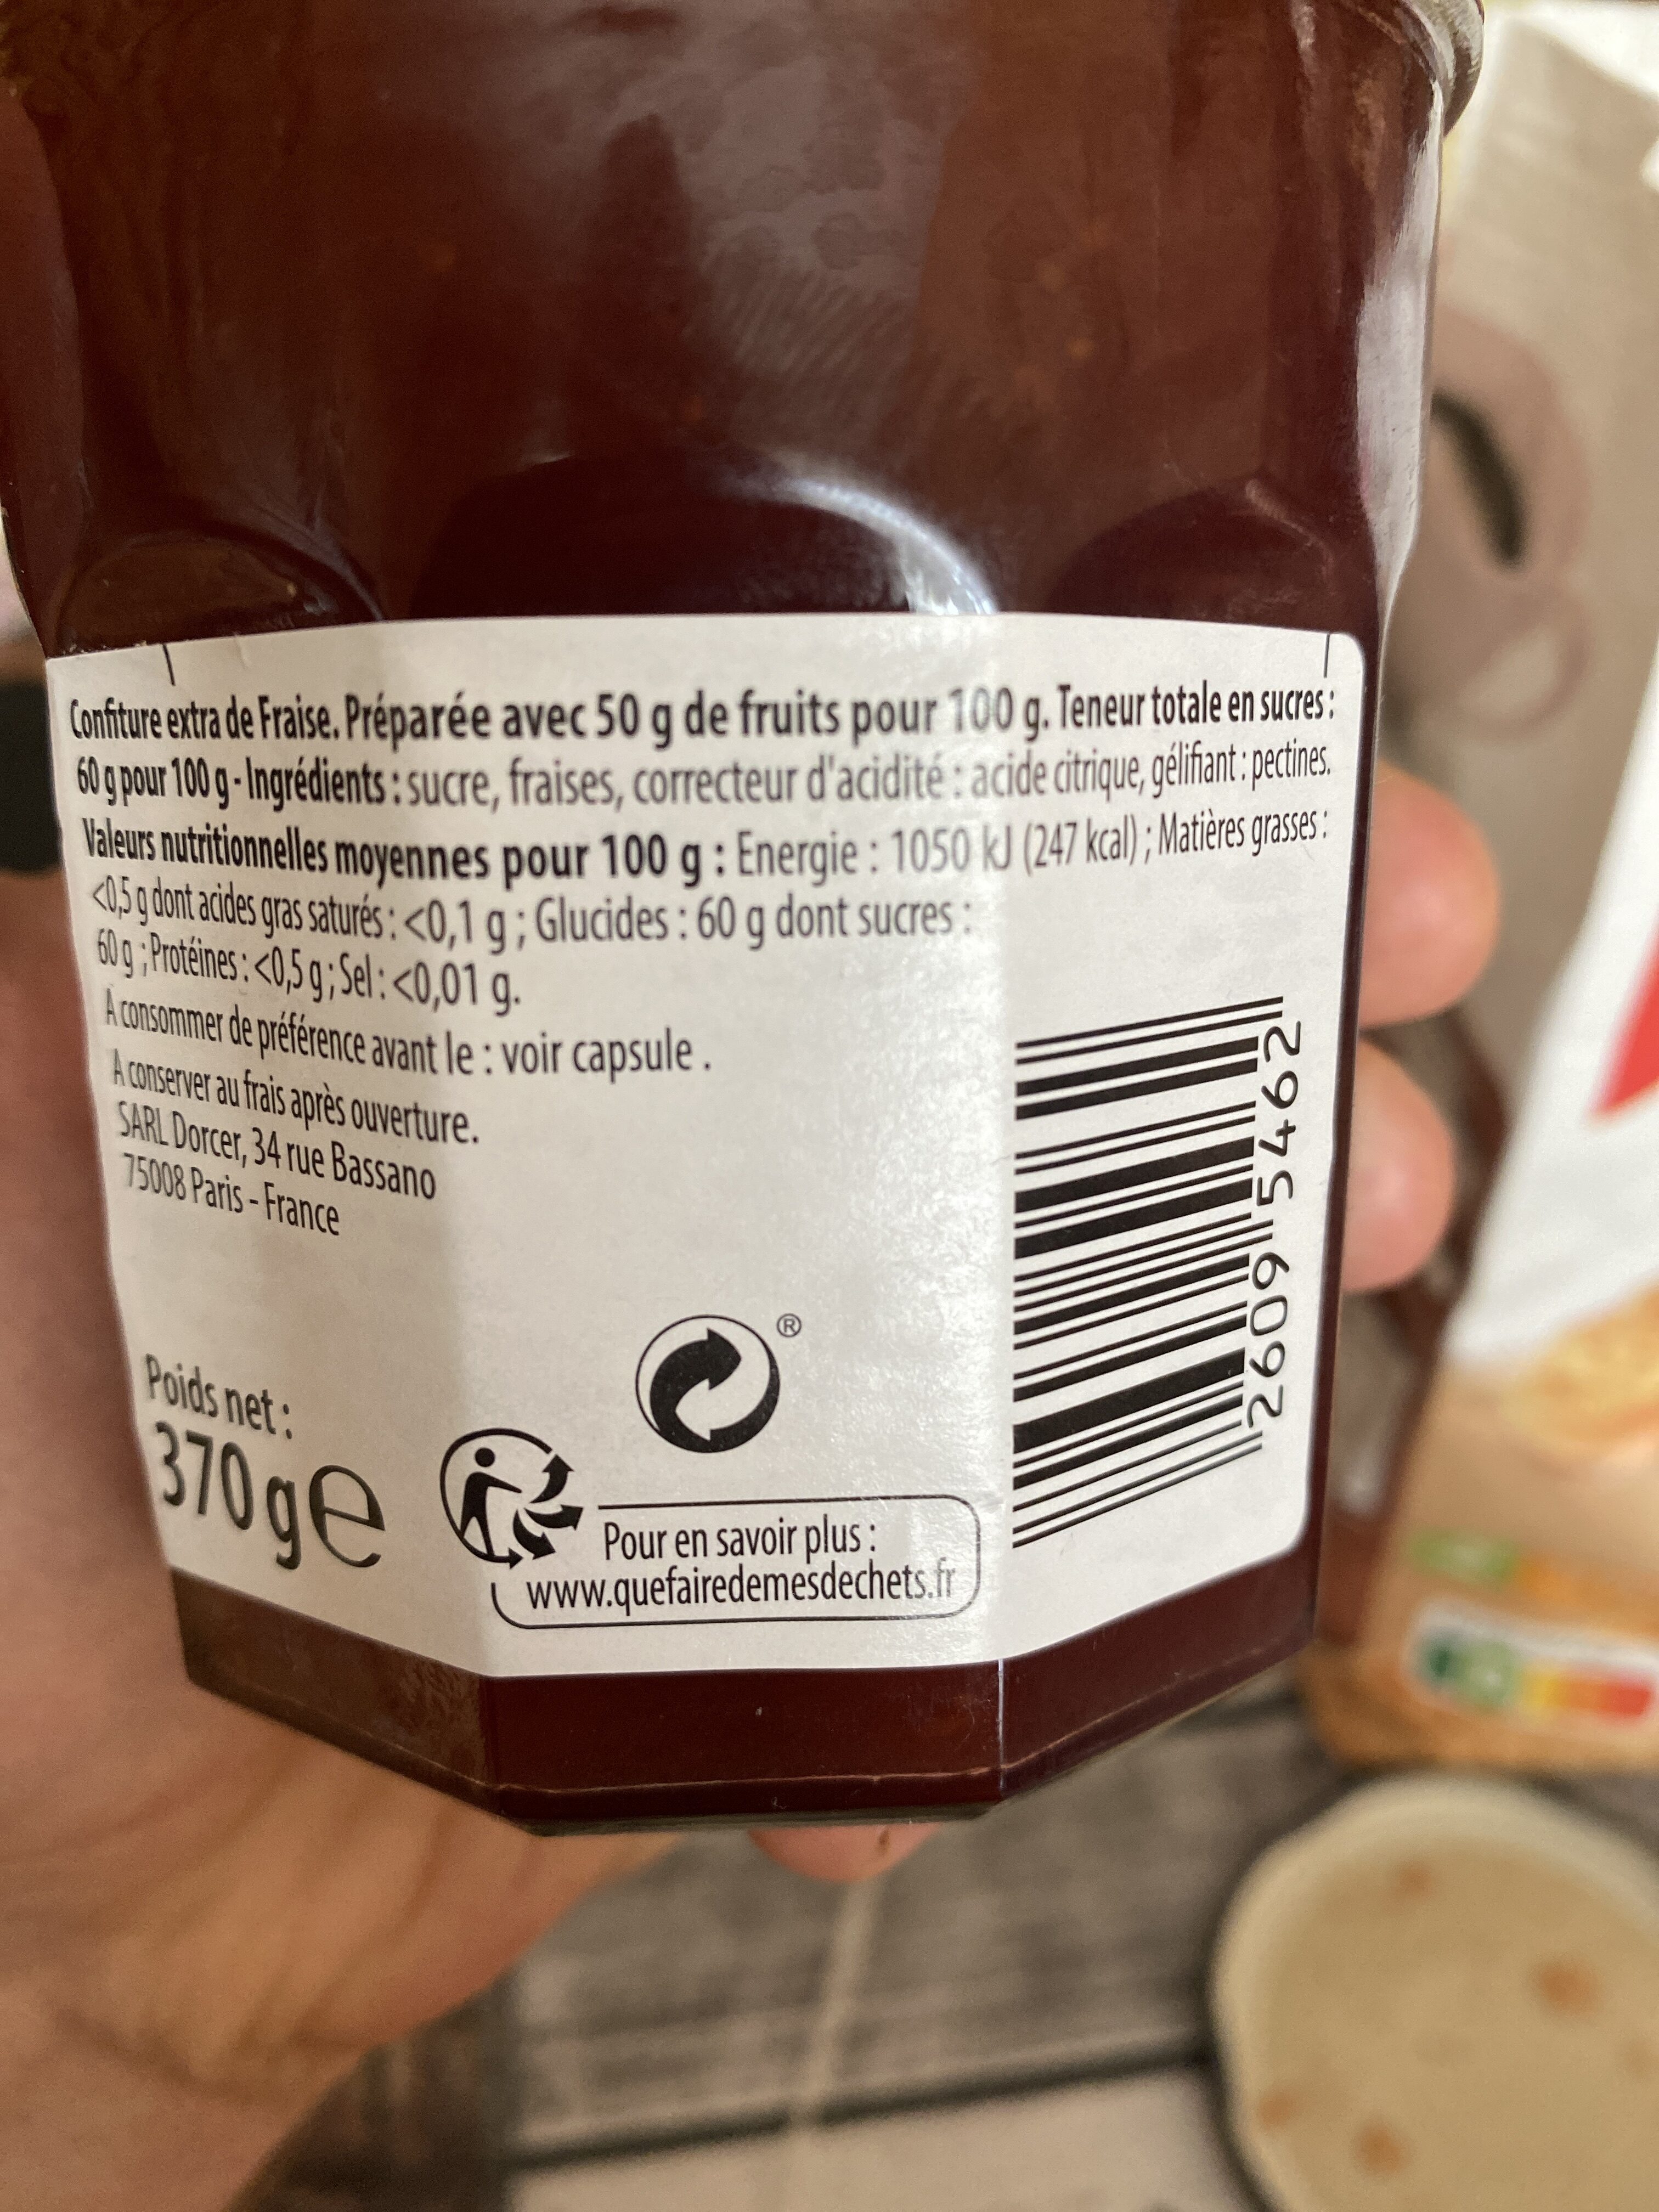 Confiture extra de Fraise. Préparée avec 50 g de fruits pour 100 g. Teneur totale en sucres :
60 g pour 100 g - Ingrédients : sucre, fraises, correcteur d'acidité : acide citrique, gélifiant : pectines.
Valeurs nutritionnelles moyennes pour 100 g : Energie : 1050 kJ (247 kcal) ; Matières grasses :
<0,5 g dont acides gras saturés : <0,1 g ; Glucides : 60 g dont sucres :
60 g ; Protéines : <0,5 g ; Sel : <0,01 g.
A consommer de préférence avant le : voir capsule .
A conserver au frais après ouverture.
SARL Dorcer, 34 rue Bassano
75008 Paris - France
Poids net :
370 g e
®
Pour en savoir plus :
www.quefairedemesdechets.fr
2609 5462